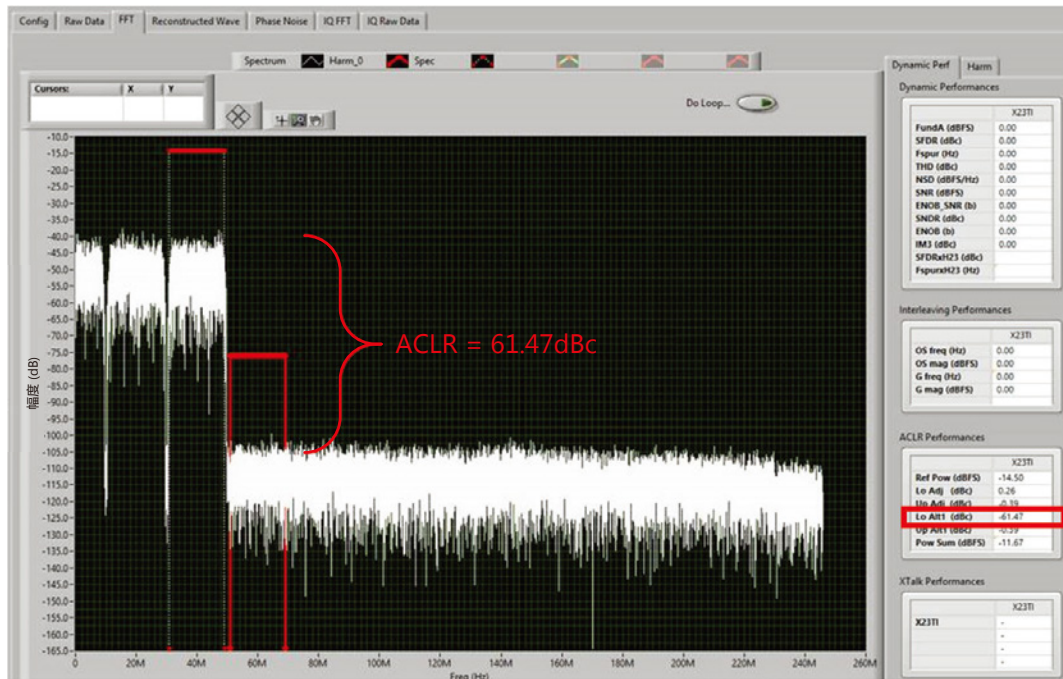 Config Raw Data FFT Reconstructed Wave Phase Noise IQ FFT IQ Raw Data
Spectrum Harm_0 Spec
Cursors: X Y
Do Loop...
-10.0
-15.0
-20.0
-25.0
-30.0
-35.0
-40.0
-45.0
-50.0
-55.0
-60.0
-65.0
-70.0
-75.0
-80.0
-85.0
-90.0
-95.0
-100.0
-105.0
-110.0
-115.0
-120.0
-125.0
-130.0
-135.0
-140.0
-145.0
-150.0
-155.0
-160.0
-165.0
幅度 (dB)
ACLR = 61.47dBc
0 20M 40M 60M 80M 100M 120M 140M 160M 180M 200M 220M 240M 260M
Freq (Hz)
Dynamic Perf Harm
Dynamic Performances
X23TI
FundA (dBFS) 0.00
SFDR (dBc) 0.00
Fspur (Hz) 0.00
THD (dBc) 0.00
NSD (dBFS/Hz) 0.00
SNR (dBFS) 0.00
ENOB_SNR (b) 0.00
SNDR (dBc) 0.00
ENOB (b) 0.00
IM3 (dBc) 0.00
SFDRxH23 (dBc)
FspurxH23 (Hz)
Interleaving Performances
X23TI
OS freq (Hz) 0.00
OS mag (dBFS) 0.00
G freq (Hz) 0.00
G mag (dBFS) 0.00
ACLR Performances
X23TI
Ref Pow (dBFS) -14.50
Lo Adj (dBc) 0.26
Up Adj (dBc) -0.39
Lo Alt1 (dBc) -61.47
Up Alt1 (dBc) -0.59
Pow Sum (dBFS) -11.67
XTalk Performances
X23TI
X23TI -
-
-
-